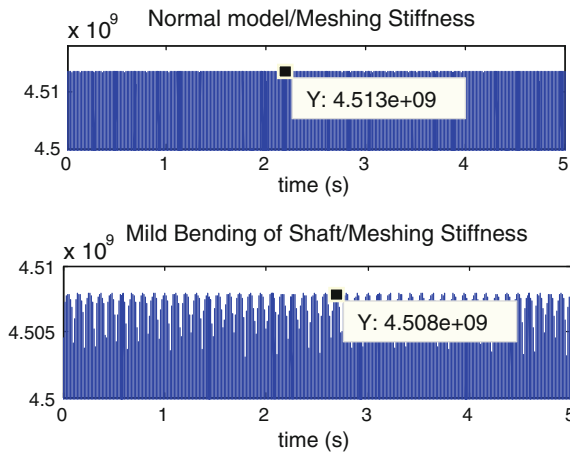 Normal model/Meshing Stiffness
x 10^9
4.51
4.5
Y: 4.513e+09
0 1 2 3 4 5
time (s)
Mild Bending of Shaft/Meshing Stiffness
x 10^9
4.51
4.505
4.5
Y: 4.508e+09
0 1 2 3 4 5
time (s)